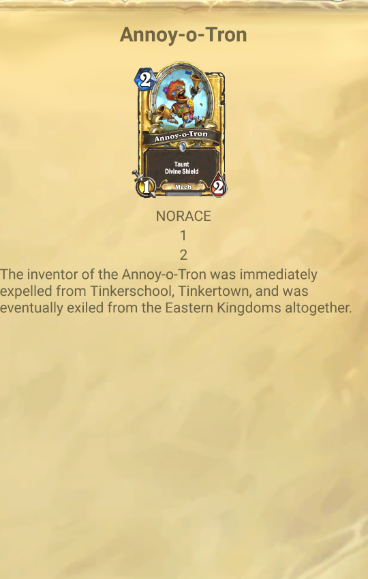 Annoy-o-Tron
2
Annoy-o-Tron
Taunt
Divine Shield
1
Mech
2
NORACE
1
2
The inventor of the Annoy-o-Tron was immediately
expelled from Tinkerschool, Tinkertown, and was
eventually exiled from the Eastern Kingdoms altogether.